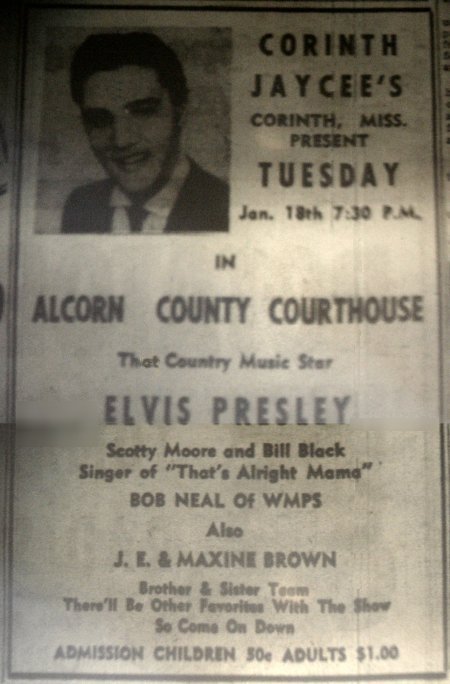 CORINTH
JAYCEE'S
CORINTH, MISS.
PRESENT
TUESDAY
Jan. 18th 7:30 P.M.
IN
ALCORN COUNTY COURTHOUSE
That Country Music Star
ELVIS PRESLEY
Scotty Moore and Bill Black
Singer of "That's Alright Mama"
BOB NEAL Of WMPS
Also
J. E. & MAXINE BROWN
Brother & Sister Team
There'll Be Other Favorites With The Show
So Come On Down
ADMISSION CHILDREN 50¢ ADULTS $1.00